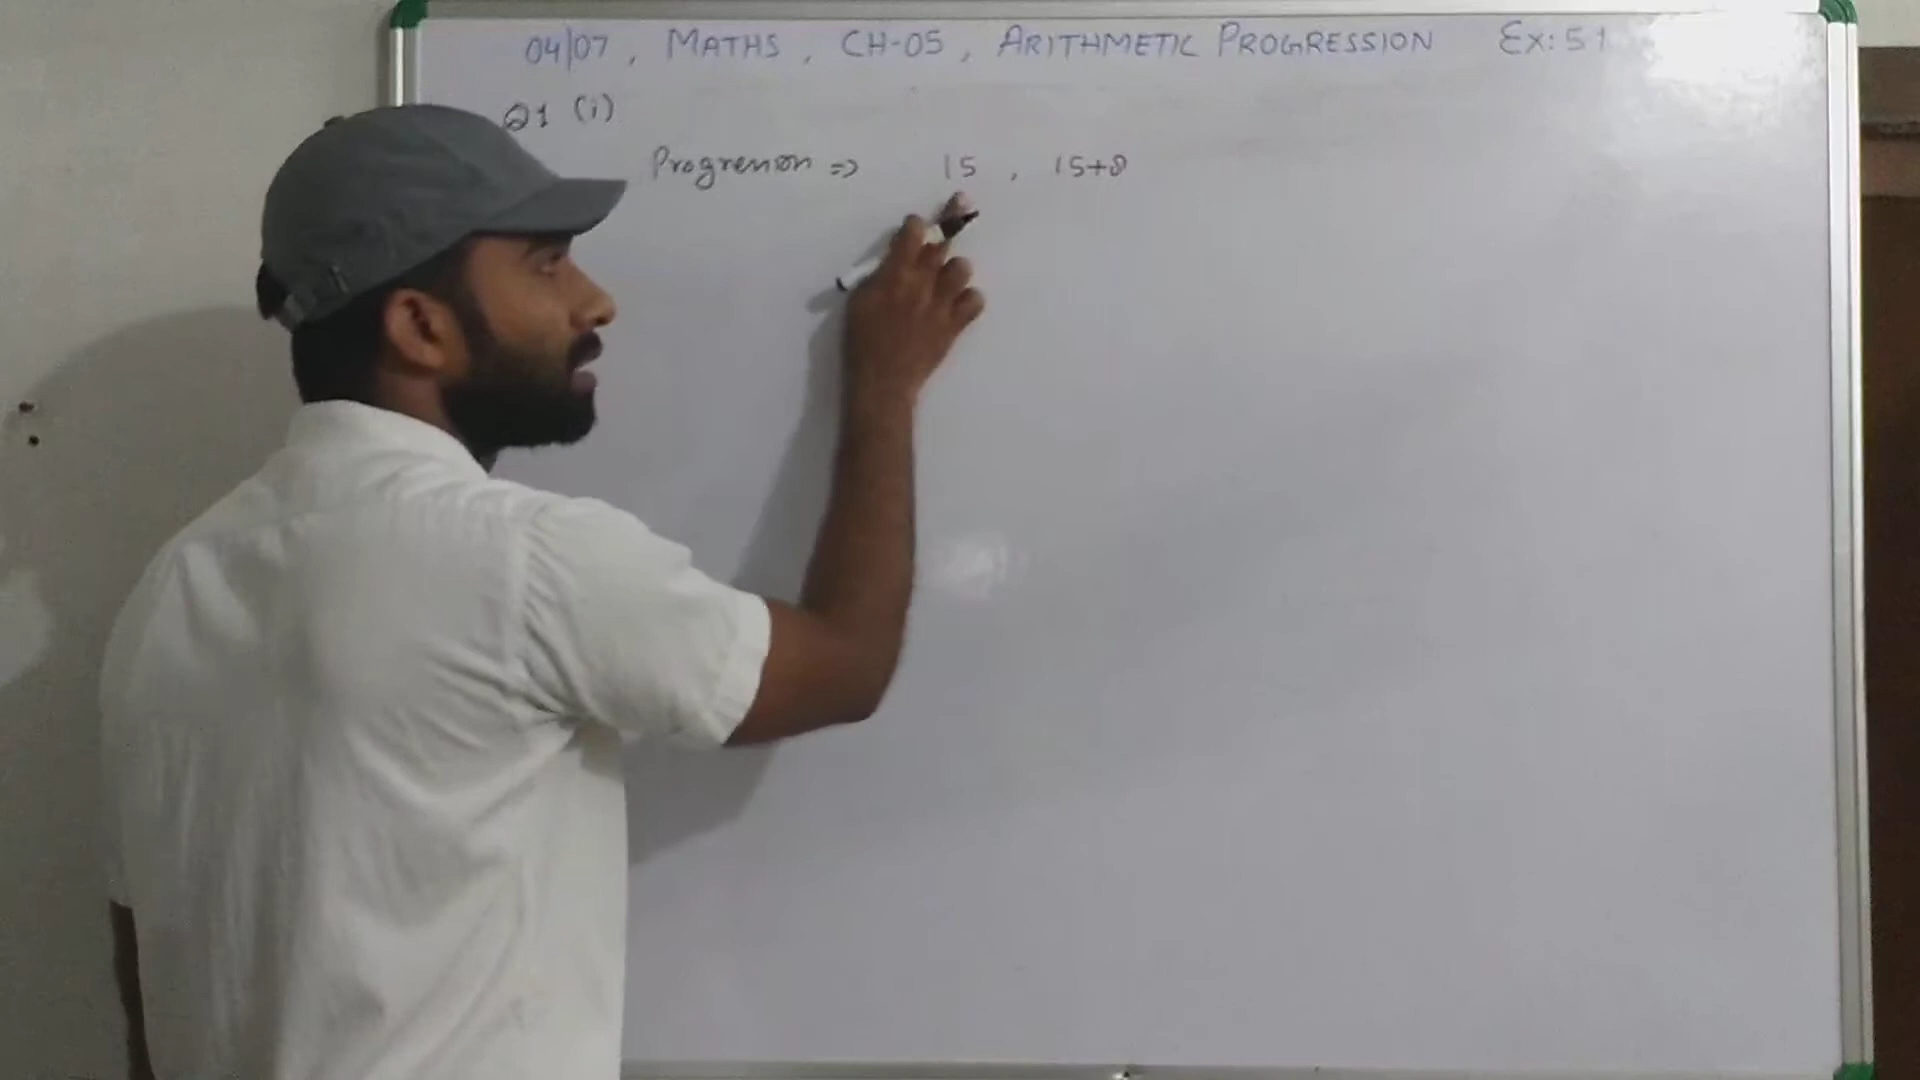 04/07, MATHS, CH-05, ARITHMETIC PROGRESSION Ex: 5.1
Q1 (i)
Progression => 15, 15+8